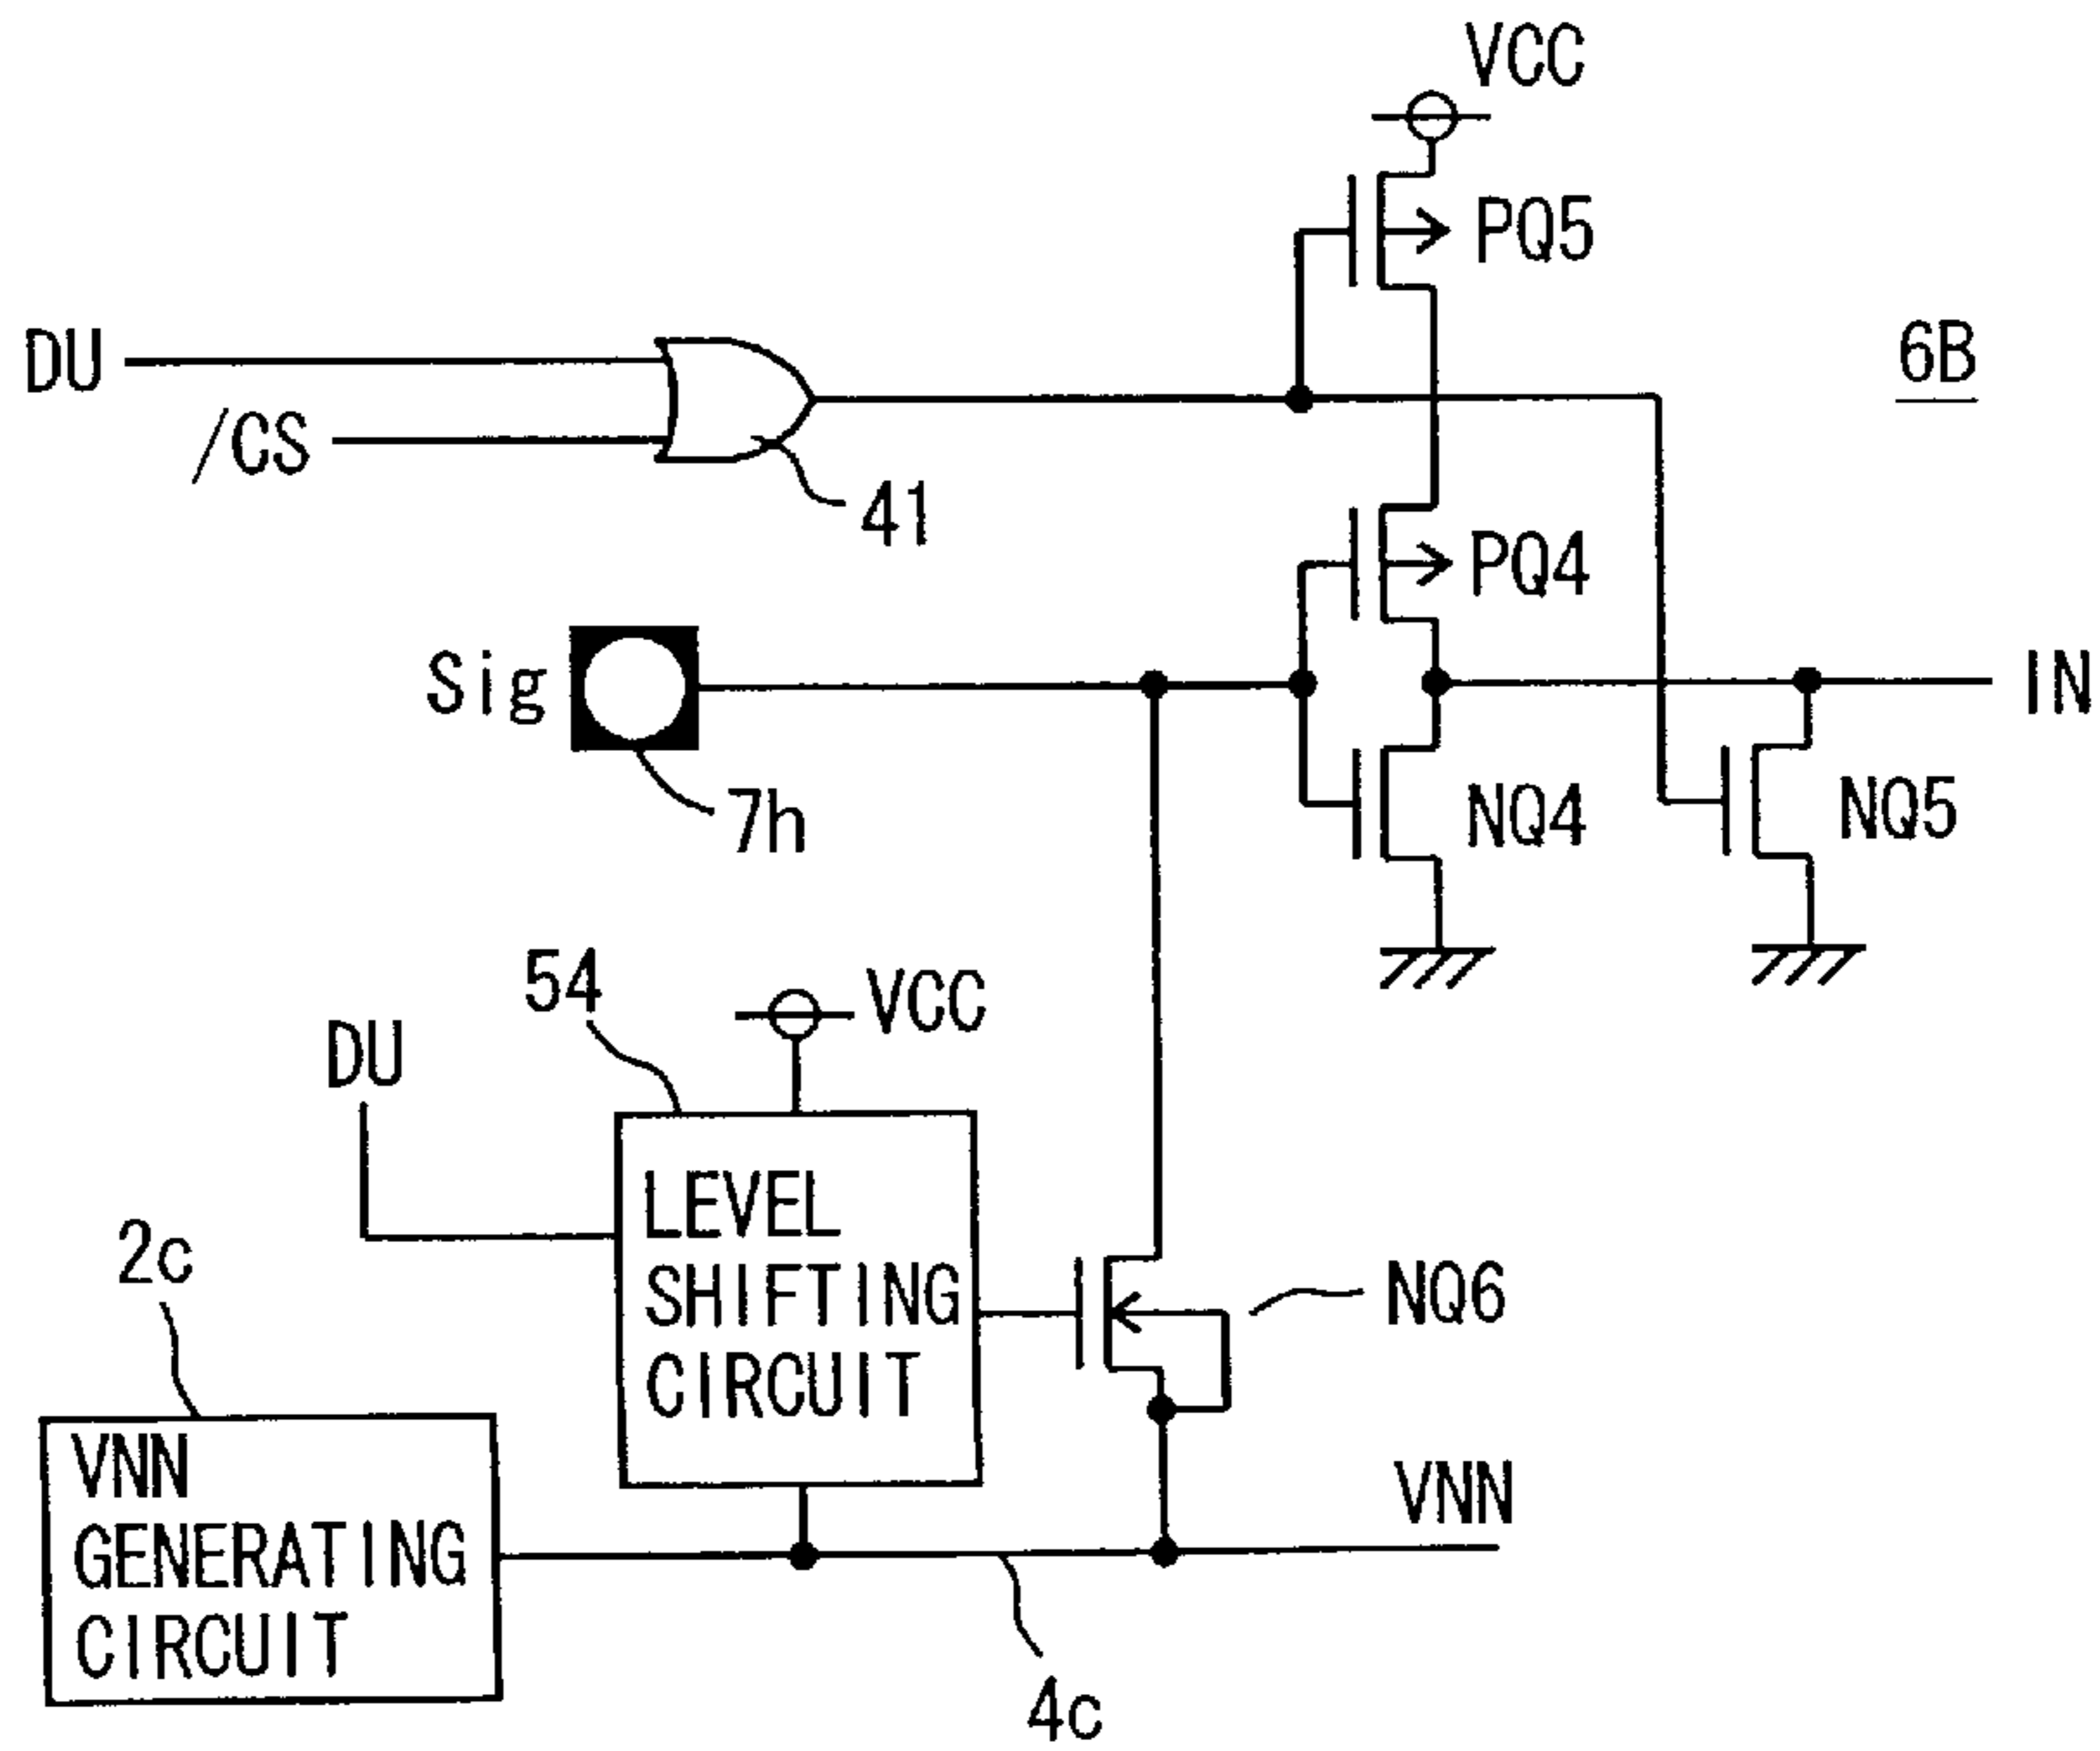 VCC
PQ5
DU
6B
/CS
41
PQ4
Sig
IN
7h
NQ4
NQ5
54
VCC
DU
LEVEL
SHIFTING
CIRCUIT
2c
NQ6
VNN
GENERATING
CIRCUIT
VNN
4c